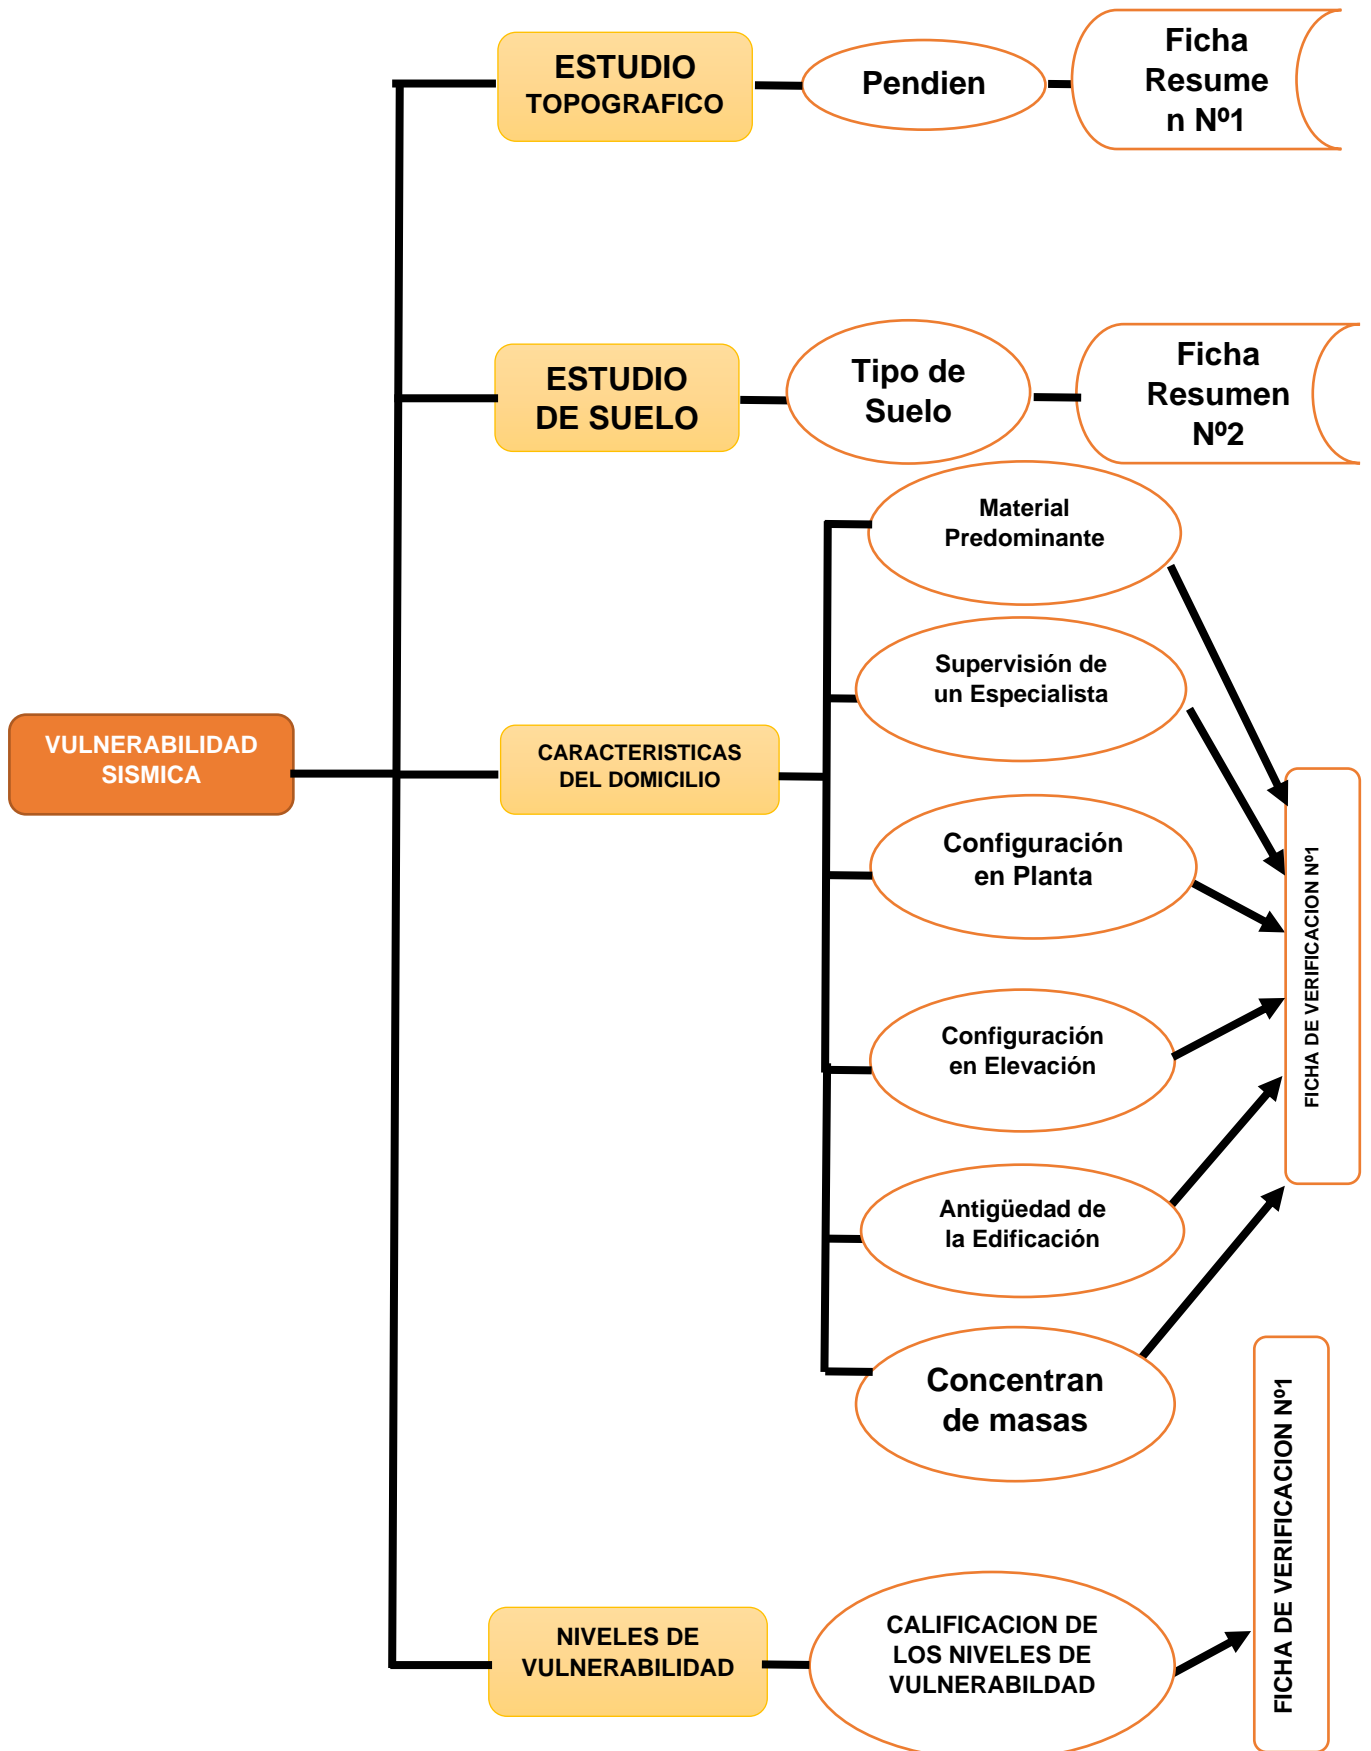 ESTUDIO
TOPOGRAFICO
Pendien
Ficha
Resume
n Nº1
ESTUDIO
DE SUELO
Tipo de
Suelo
Ficha
Resumen
Nº2
VULNERABILIDAD
SISMICA
CARACTERISTICAS
DEL DOMICILIO
Material
Predominante
Supervisión de
un Especialista
Configuración
en Planta
Configuración
en Elevación
Antigüedad de
la Edificación
Concentran
de masas
FICHA DE VERIFICACION Nº1
NIVELES DE
VULNERABILIDAD
CALIFICACION DE
LOS NIVELES DE
VULNERABILDAD
FICHA DE VERIFICACION Nº1